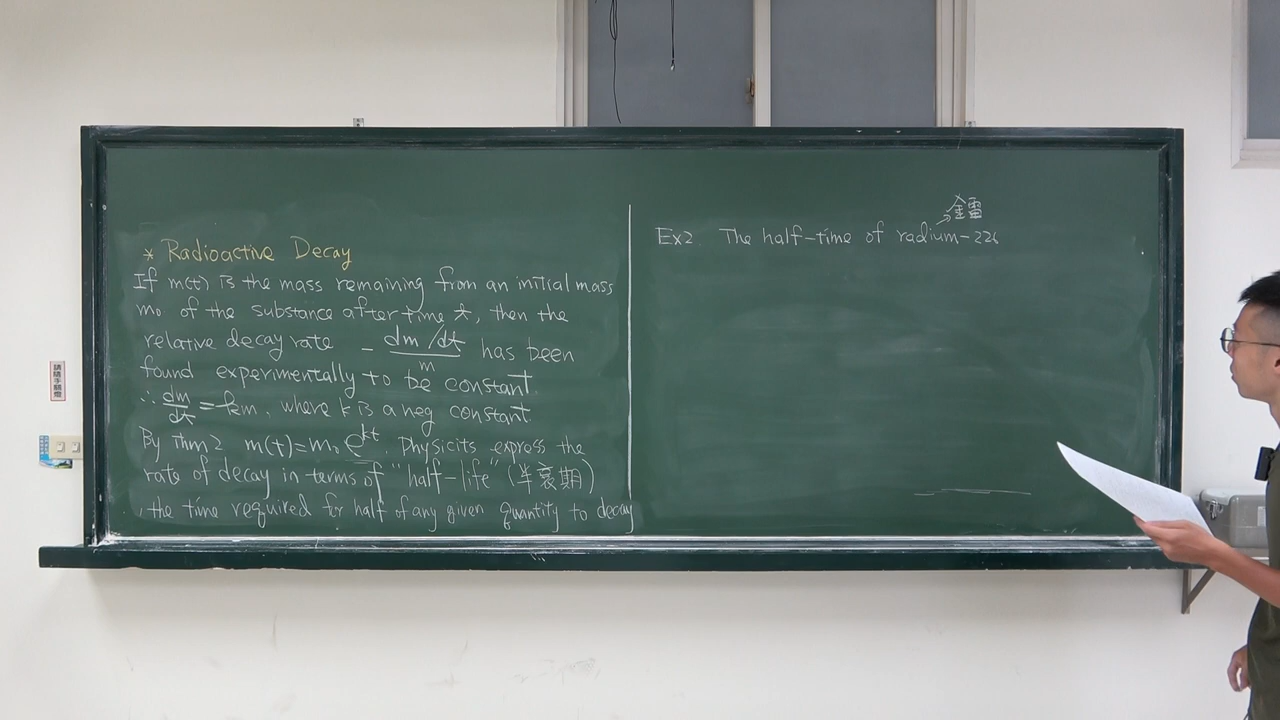 * Radioactive Decay
If m(t) is the mass remaining from an initial mass
m₀ of the substance after time t, then the
relative decay rate - (dm/dt)/m has been
found experimentally to be constant.
∴ dm/dt = km, where k is a neg constant.
By thm 2 m(t)=m₀e^{kt}. Physicits express the
rate of decay in terms of "half-life" (半衰期)
, the time required for half of any given quantity to decay
Ex2. The half-time of radium-226